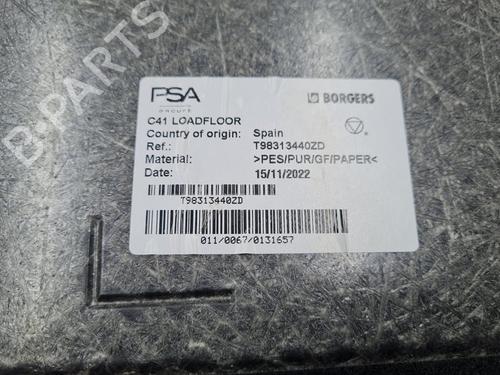 B-PARTS
PSA
GROUPE
BORGERS
C41 LOADFLOOR
Country of origin: Spain
Ref.: T98313440ZD
Material: >PES/PUR/GF/PAPER<
Date: 15/11/2022
T98313440ZD
011/0067/0131657